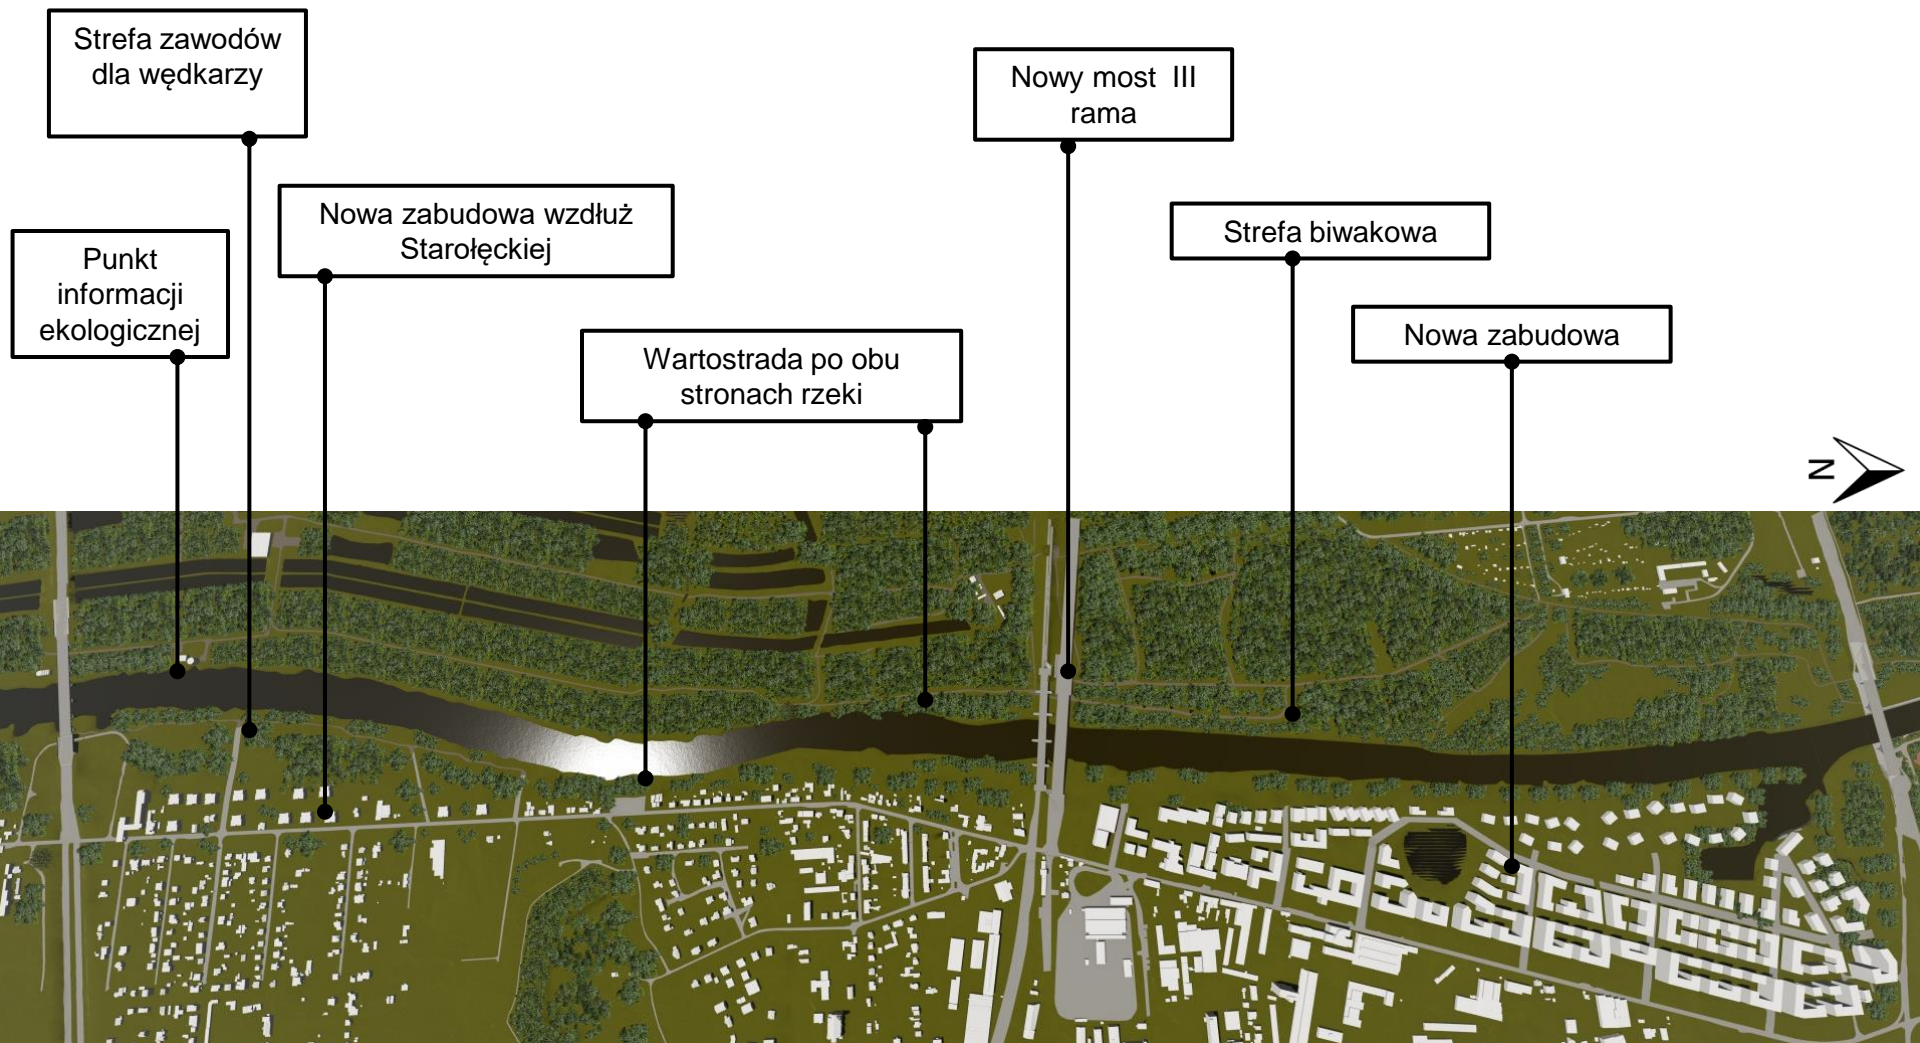 Strefa zawodów
dla wędkarzy
Nowy most III
rama
Nowa zabudowa wzdłuż
Starołęckiej
Strefa biwakowa
Punkt
informacji
ekologicznej
Nowa zabudowa
Wartostrada po obu
stronach rzeki
N